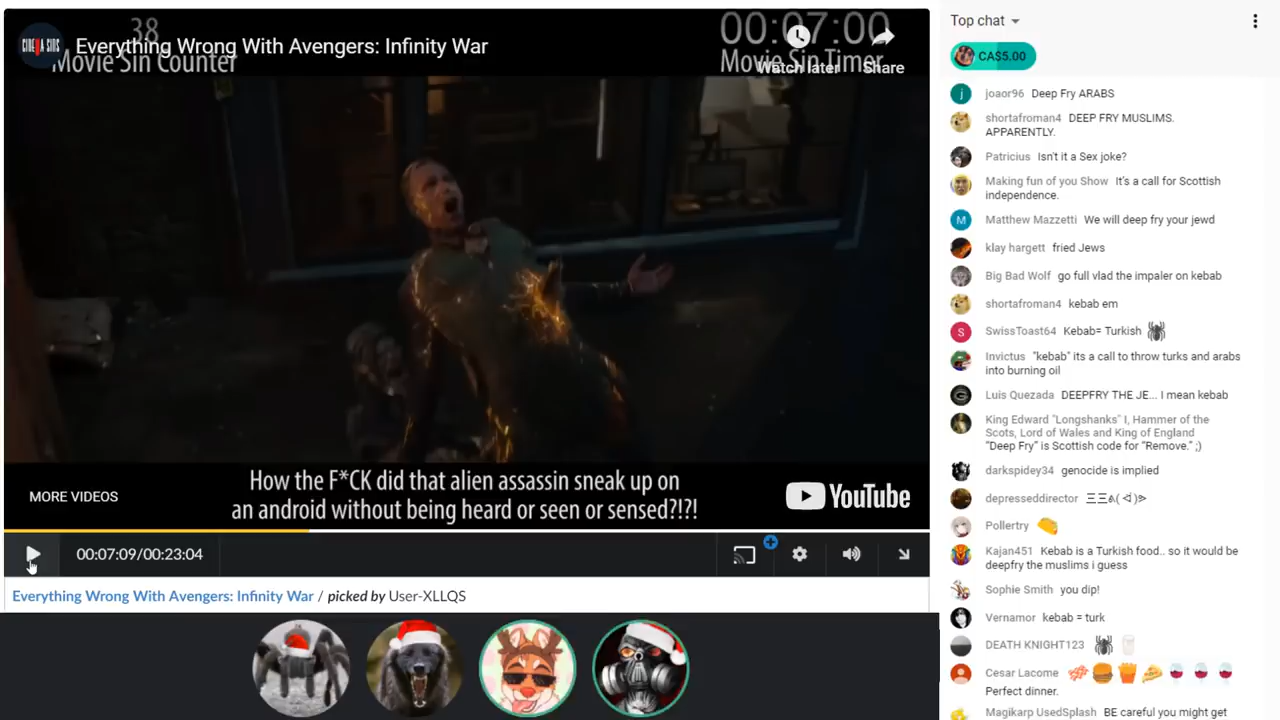 38
Movie Sin Counter
CINEMA SINS
Everything Wrong With Avengers: Infinity War
00:07:00
Movie Sin Timer
Watch later
Share
How the F*CK did that alien assassin sneak up on
an android without being heard or seen or sensed?!?!
MORE VIDEOS
YouTube
00:07:09/00:23:04
Everything Wrong With Avengers: Infinity War / picked by User-XLLQS
Top chat
CA$5.00
joaor96 Deep Fry ARABS
shortafroman4 DEEP FRY MUSLIMS.
APPARENTLY.
Patricius Isn't it a Sex joke?
Making fun of you Show It's a call for Scottish
independence.
Matthew Mazzetti We will deep fry your jewd
klay hargett fried Jews
Big Bad Wolf go full vlad the impaler on kebab
shortafroman4 kebab em
SwissToast64 Kebab= Turkish
Invictus "kebab" its a call to throw turks and arabs
into burning oil
Luis Quezada DEEPFRY THE JE... I mean kebab
King Edward "Longshanks" I, Hammer of the
Scots, Lord of Wales and King of England
"Deep Fry" is Scottish code for "Remove." ;)
darkspidey34 genocide is implied
depresseddirector
Pollertry
Kajan451 Kebab is a Turkish food.. so it would be
deepfry the muslims i guess
Sophie Smith you dip!
Vernamor kebab = turk
DEATH KNIGHT123
Cesar Lacome
Perfect dinner.
Magikarp UsedSplash BE careful you might get